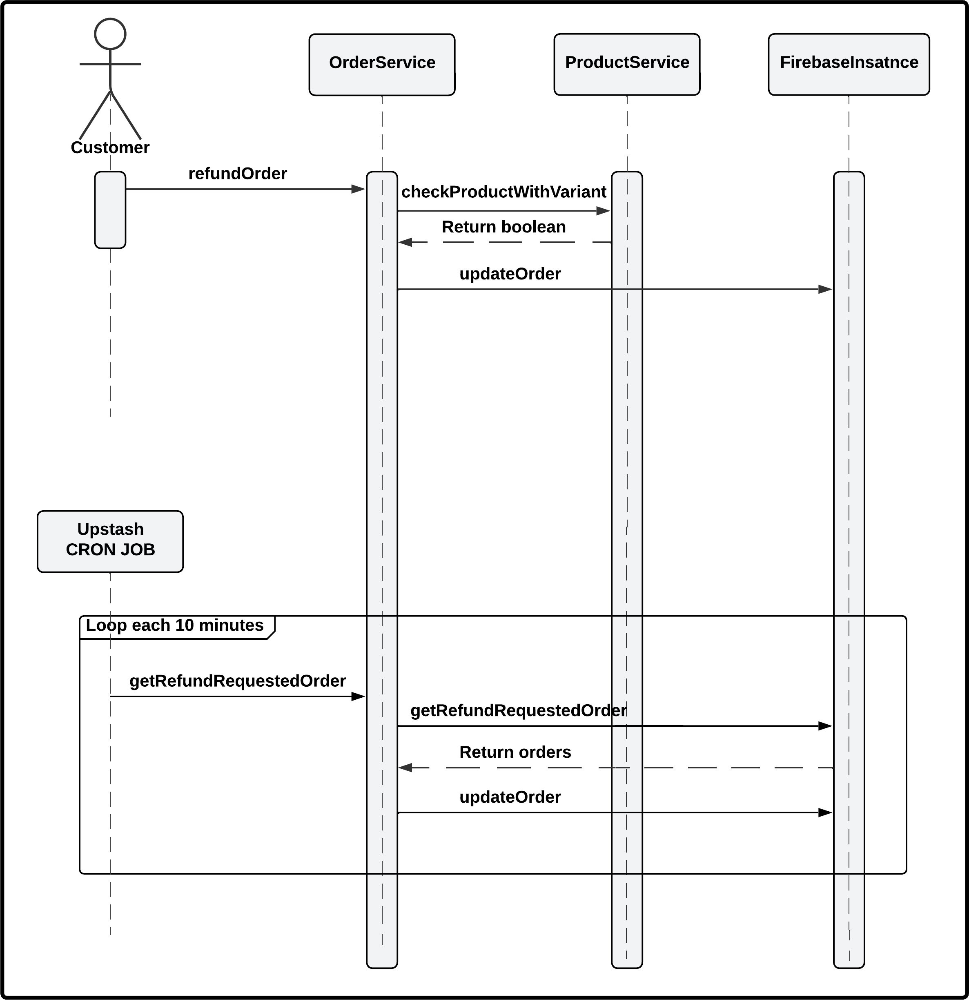 OrderService
ProductService
FirebaseInsatnce
Customer
refundOrder
checkProductWithVariant
Return boolean
updateOrder
Upstash
CRON JOB
Loop each 10 minutes
getRefundRequestedOrder
getRefundRequestedOrder
Return orders
updateOrder